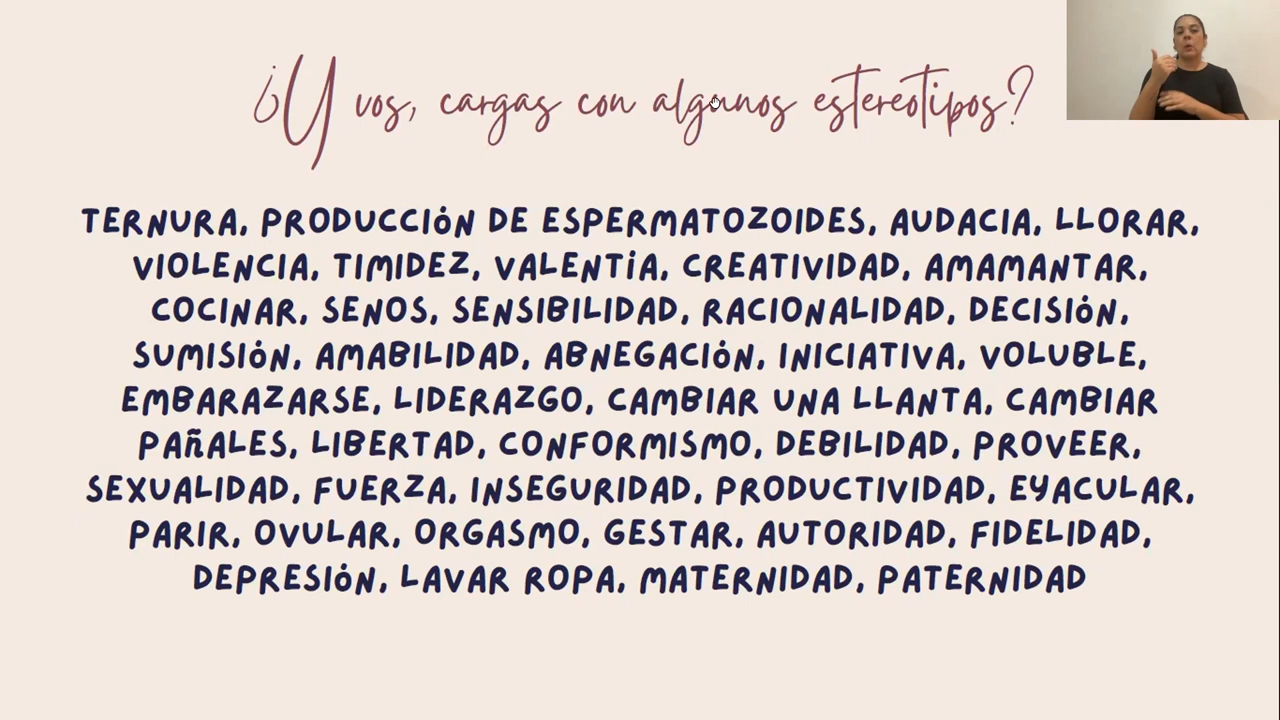 ¿Y vos, cargas con algunos estereotipos?
TERNURA, PRODUCCIÓN DE ESPERMATOZOIDES, AUDACIA, LLORAR,
VIOLENCIA, TIMIDEZ, VALENTÍA, CREATIVIDAD, AMAMANTAR,
COCINAR, SENOS, SENSIBILIDAD, RACIONALIDAD, DECISIÓN,
SUMISIÓN, AMABILIDAD, ABNEGACIÓN, INICIATIVA, VOLUBLE,
EMBARAZARSE, LIDERAZGO, CAMBIAR UNA LLANTA, CAMBIAR
PAÑALES, LIBERTAD, CONFORMISMO, DEBILIDAD, PROVEER,
SEXUALIDAD, FUERZA, INSEGURIDAD, PRODUCTIVIDAD, EYACULAR,
PARIR, OVULAR, ORGASMO, GESTAR, AUTORIDAD, FIDELIDAD,
DEPRESIÓN, LAVAR ROPA, MATERNIDAD, PATERNIDAD